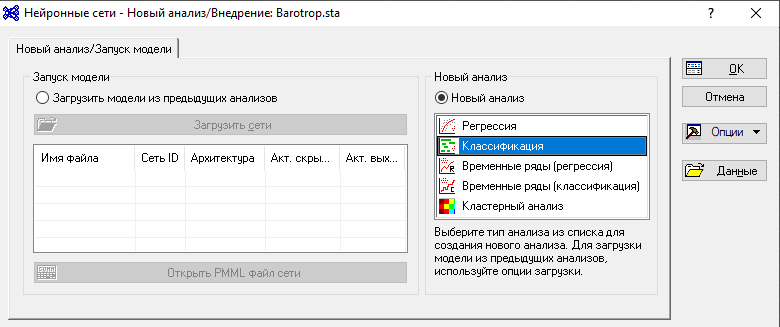 Нейронные сети - Новый анализ/Внедрение: Barotrop.sta
?
Новый анализ/Запуск модели
Запуск модели
Загрузить модели из предыдущих анализов
Загрузить сети
Имя файла Сеть ID Архитектура Акт. скры... Акт. вых...
Открыть PMML файл сети
Новый анализ
Новый анализ
Регрессия
Классификация
Временные ряды (регрессия)
Временные ряды (классификация)
Кластерный анализ
Выберите тип анализа из списка для
создания нового анализа. Для загрузки
модели из предыдущих анализов,
используйте опции загрузки.
OK
Отмена
Опции
Данные